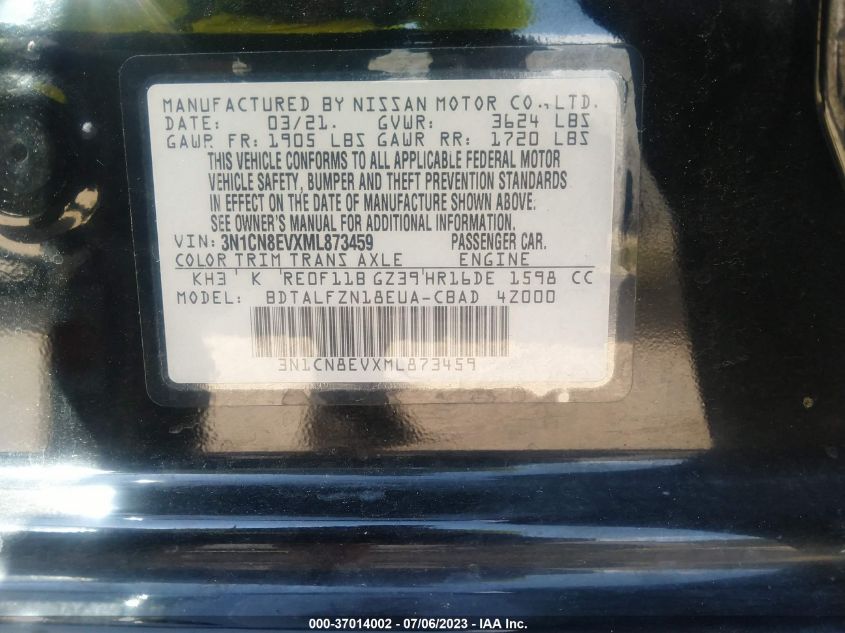 MANUFACTURED BY NISSAN MOTOR CO., LTD.
DATE: 03/21. GVWR: 3624 LBS
GAWR FR: 1905 LBS GAWR RR: 1720 LBS
THIS VEHICLE CONFORMS TO ALL APPLICABLE FEDERAL MOTOR
VEHICLE SAFETY, BUMPER AND THEFT PREVENTION STANDARDS
IN EFFECT ON THE DATE OF MANUFACTURE SHOWN ABOVE.
SEE OWNER'S MANUAL FOR ADDITIONAL INFORMATION.
VIN: 3N1CN8EVXML873459 PASSENGER CAR.
COLOR TRIM TRANS AXLE ENGINE
KH3 ' K 'RE0F11B GZ39'HR16DE 1598 CC
MODEL: BDTALFZN18EUA-CBAD 4Z000
3N1CN8EVXML873459
000-37014002 - 07/06/2023 - IAA Inc.